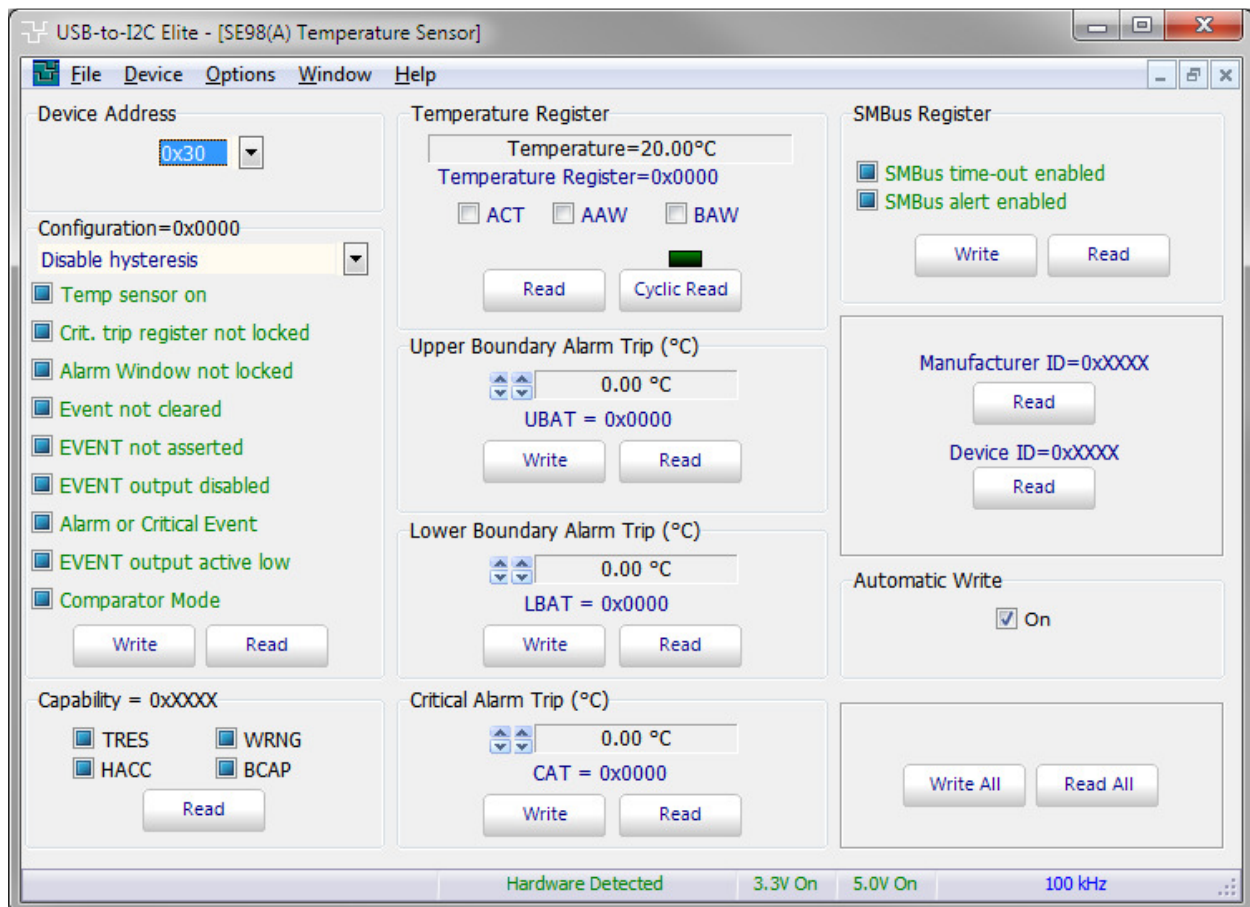 USB-to-I2C Elite - [SE98(A) Temperature Sensor]
File Device Options Window Help
Device Address
0x30
Configuration=0x0000
Disable hysteresis
Temp sensor on
Crit. trip register not locked
Alarm Window not locked
Event not cleared
EVENT not asserted
EVENT output disabled
Alarm or Critical Event
EVENT output active low
Comparator Mode
Write Read
Capability = 0xXXXX
TRES WRNG
HACC BCAP
Read
Temperature Register
Temperature=20.00°C
Temperature Register=0x0000
ACT AAW BAW
Read Cyclic Read
Upper Boundary Alarm Trip (°C)
0.00 °C
UBAT = 0x0000
Write Read
Lower Boundary Alarm Trip (°C)
0.00 °C
LBAT = 0x0000
Write Read
Critical Alarm Trip (°C)
0.00 °C
CAT = 0x0000
Write Read
SMBus Register
SMBus time-out enabled
SMBus alert enabled
Write Read
Manufacturer ID=0xXXXX
Read
Device ID=0xXXXX
Read
Automatic Write
On
Write All Read All
Hardware Detected 3.3V On 5.0V On 100 kHz